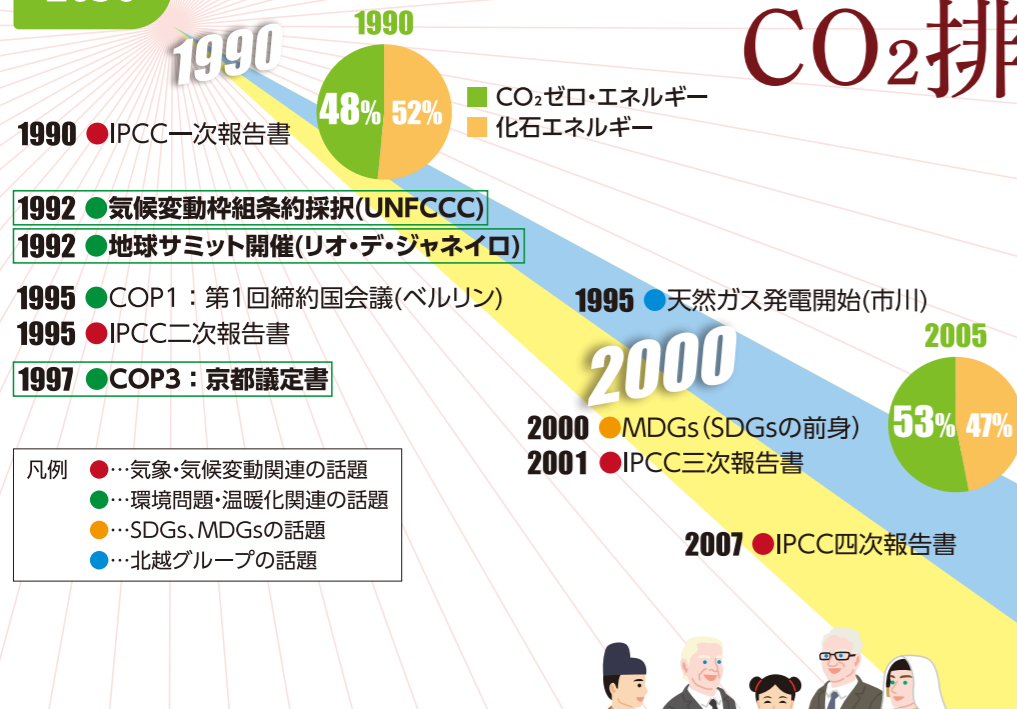 1990
1990
CO₂排
48% 52%
CO₂ゼロ・エネルギー
化石エネルギー
1990 ●IPCC一次報告書
1992 ●気候変動枠組条約採択(UNFCCC)
1992 ●地球サミット開催(リオ・デ・ジャネイロ)
1995 ●COP1：第1回締約国会議(ベルリン)
1995 ●IPCC二次報告書
1997 ●COP3：京都議定書
1995 ●天然ガス発電開始(市川)
2000
2005
53% 47%
2000 ●MDGs(SDGsの前身)
2001 ●IPCC三次報告書
2007 ●IPCC四次報告書
凡例 ●…気象・気候変動関連の話題
●…環境問題・温暖化関連の話題
●…SDGs、MDGsの話題
●…北越グループの話題